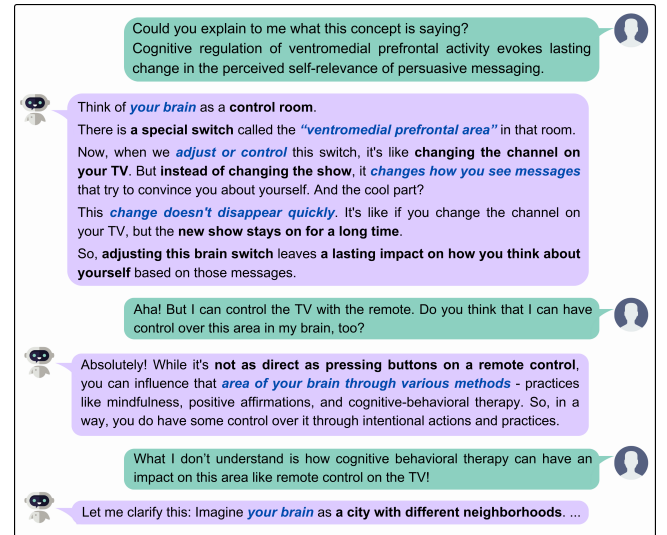 Could you explain to me what this concept is saying?
Cognitive regulation of ventromedial prefrontal activity evokes lasting
change in the perceived self-relevance of persuasive messaging.
Think of your brain as a control room.
There is a special switch called the “ventromedial prefrontal area” in that room.
Now, when we adjust or control this switch, it's like changing the channel on
your TV. But instead of changing the show, it changes how you see messages
that try to convince you about yourself. And the cool part?
This change doesn't disappear quickly. It's like if you change the channel on
your TV, but the new show stays on for a long time.
So, adjusting this brain switch leaves a lasting impact on how you think about
yourself based on those messages.
Aha! But I can control the TV with the remote. Do you think that I can have
control over this area in my brain, too?
Absolutely! While it's not as direct as pressing buttons on a remote control,
you can influence that area of your brain through various methods - practices
like mindfulness, positive affirmations, and cognitive-behavioral therapy. So, in a
way, you do have some control over it through intentional actions and practices.
What I don’t understand is how cognitive behavioral therapy can have an
impact on this area like remote control on the TV!
Let me clarify this: Imagine your brain as a city with different neighborhoods. ...